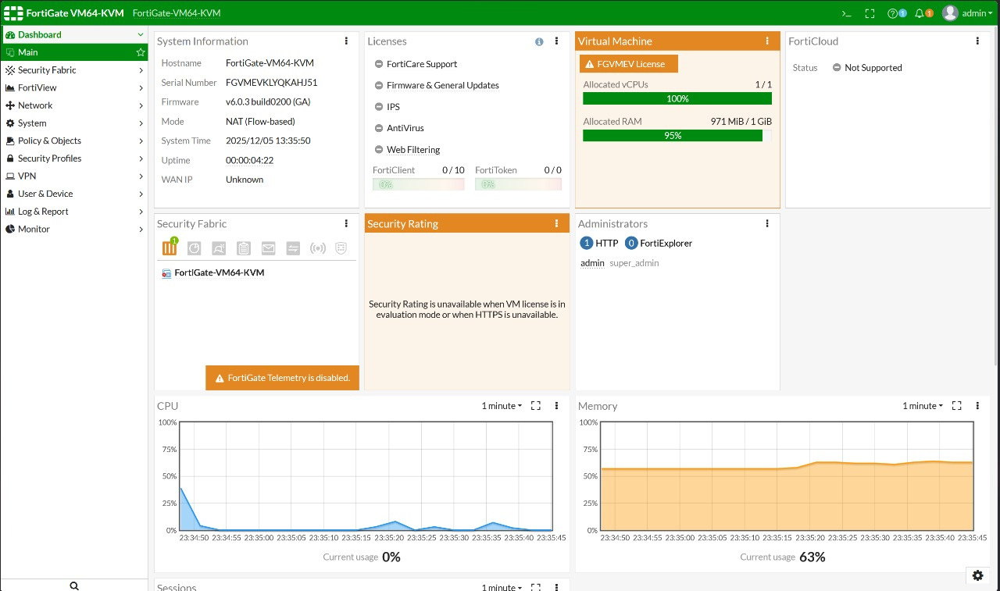 FortiGate VM64-KVM FortiGate-VM64-KVM
1 1 admin
Dashboard
Main
Security Fabric
FortiView
Network
System
Policy & Objects
Security Profiles
VPN
User & Device
Log & Report
Monitor
System Information
Hostname FortiGate-VM64-KVM
Serial Number FGVMEVKLYQKAHJ51
Firmware v6.0.3 build0200 (GA)
Mode NAT (Flow-based)
System Time 2025/12/05 13:35:50
Uptime 00:00:04:22
WAN IP Unknown
Licenses
FortiCare Support
Firmware & General Updates
IPS
AntiVirus
Web Filtering
FortiClient 0 / 10 FortiToken 0 / 0
0% 0%
Virtual Machine
FGVMEV License
Allocated vCPUs 1 / 1
100%
Allocated RAM 971 MiB / 1 GiB
95%
FortiCloud
Status Not Supported
Security Fabric
1
FortiGate-VM64-KVM
FortiGate Telemetry is disabled.
Security Rating
Security Rating is unavailable when VM license is in
evaluation mode or when HTTPS is unavailable.
Administrators
1 HTTP 0 FortiExplorer
admin super_admin
CPU 1 minute
100%
75%
50%
25%
0%
23:34:50 23:34:55 23:35:00 23:35:05 23:35:10 23:35:15 23:35:20 23:35:25 23:35:30 23:35:35 23:35:40 23:35:45
Current usage 0%
Memory 1 minute
100%
75%
50%
25%
0%
23:34:50 23:34:55 23:35:00 23:35:05 23:35:10 23:35:15 23:35:20 23:35:25 23:35:30 23:35:35 23:35:40 23:35:45
Current usage 63%
Sessions 1 minute